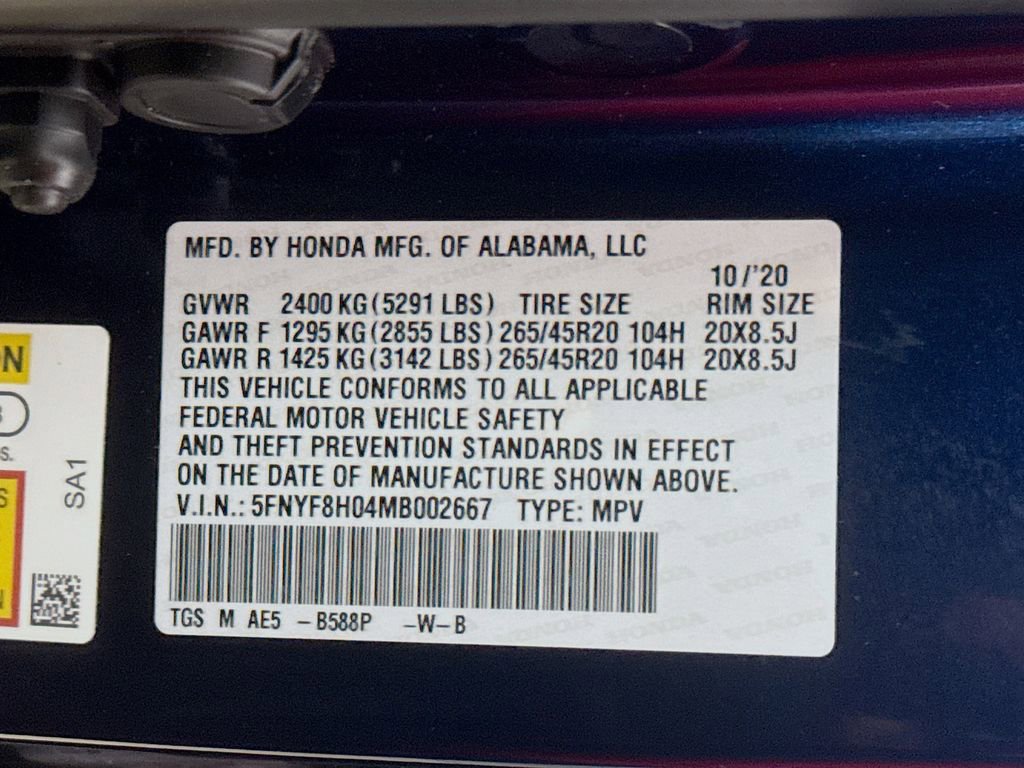 MFD. BY HONDA MFG. OF ALABAMA, LLC
10/'20
GVWR 2400 KG (5291 LBS) TIRE SIZE RIM SIZE
GAWR F 1295 KG (2855 LBS) 265/45R20 104H 20X8.5J
GAWR R 1425 KG (3142 LBS) 265/45R20 104H 20X8.5J
THIS VEHICLE CONFORMS TO ALL APPLICABLE
FEDERAL MOTOR VEHICLE SAFETY
AND THEFT PREVENTION STANDARDS IN EFFECT
ON THE DATE OF MANUFACTURE SHOWN ABOVE.
V.I.N.: 5FNYF8H04MB002667 TYPE: MPV
TGS M AE5 -B588P -W-B
SA1